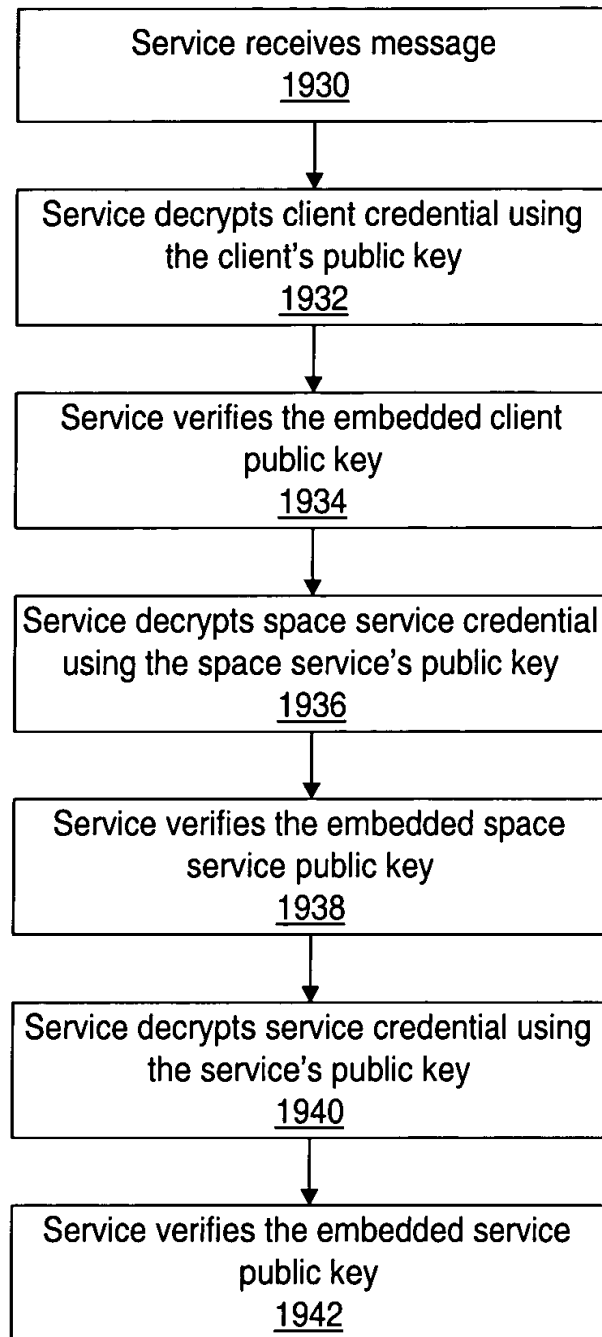 Service receives message
1930
Service decrypts client credential using
the client's public key
1932
Service verifies the embedded client
public key
1934
Service decrypts space service credential
using the space service's public key
1936
Service verifies the embedded space
service public key
1938
Service decrypts service credential using
the service's public key
1940
Service verifies the embedded service
public key
1942